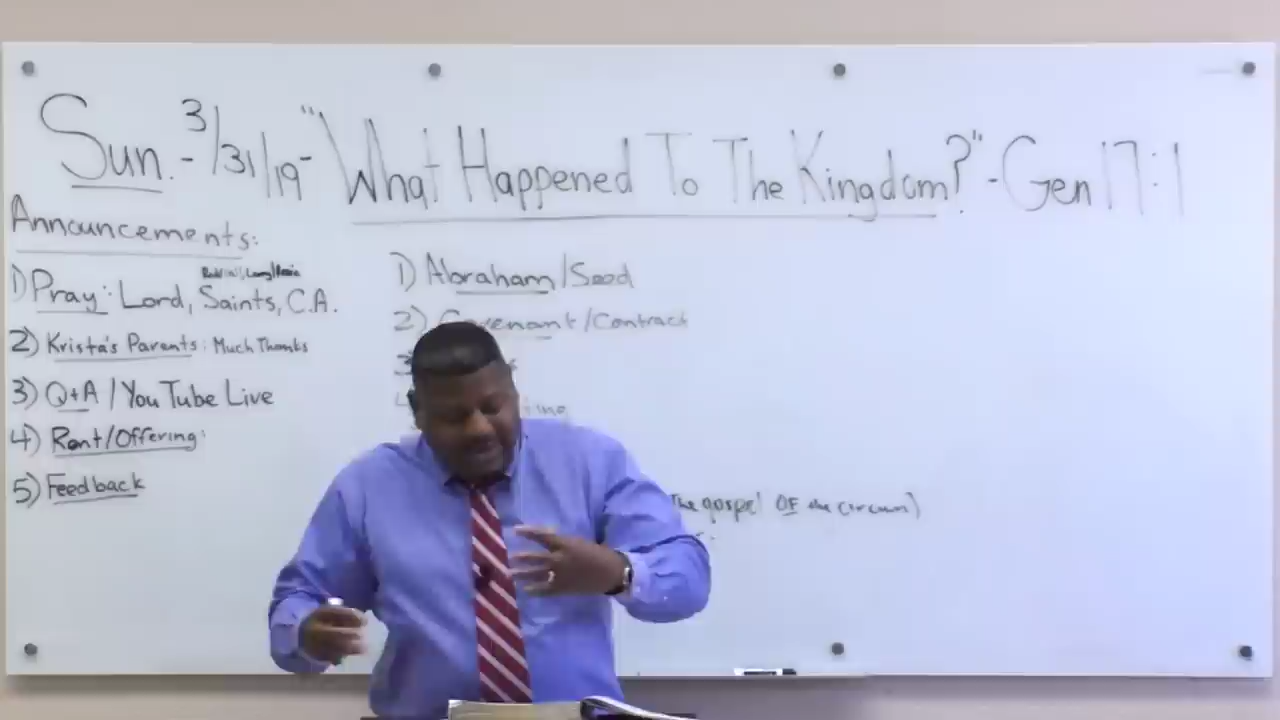 Sun. - 3/31/19 - "What Happened To The Kingdom?" - Gen 17:1
Announcements:
1) Pray: Lord, Saints, C.A.
2) Krista's Parents: Much Thanks
3) Q+A / YouTube Live
4) Rent/Offering:
5) Feedback
1) Abraham/Seed
2) Covenant/Contract
3)
The gospel OF the circum)